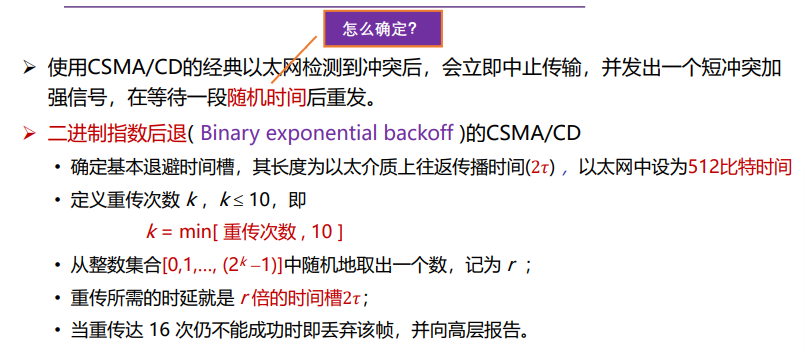 怎么确定?
➢ 使用CSMA/CD的经典以太网检测到冲突后，会立即中止传输，并发出一个短冲突加
强信号，在等待一段随机时间后重发。
➢ 二进制指数后退( Binary exponential backoff )的CSMA/CD
• 确定基本退避时间槽，其长度为以太介质上往返传播时间(2τ) ，以太网中设为512比特时间
• 定义重传次数 k ，k ≤ 10，即
k = min[ 重传次数 , 10 ]
• 从整数集合[0,1,…, (2ᵏ –1)]中随机地取出一个数，记为 r ；
• 重传所需的时延就是 r 倍的时间槽2τ；
• 当重传达 16 次仍不能成功时即丢弃该帧，并向高层报告。